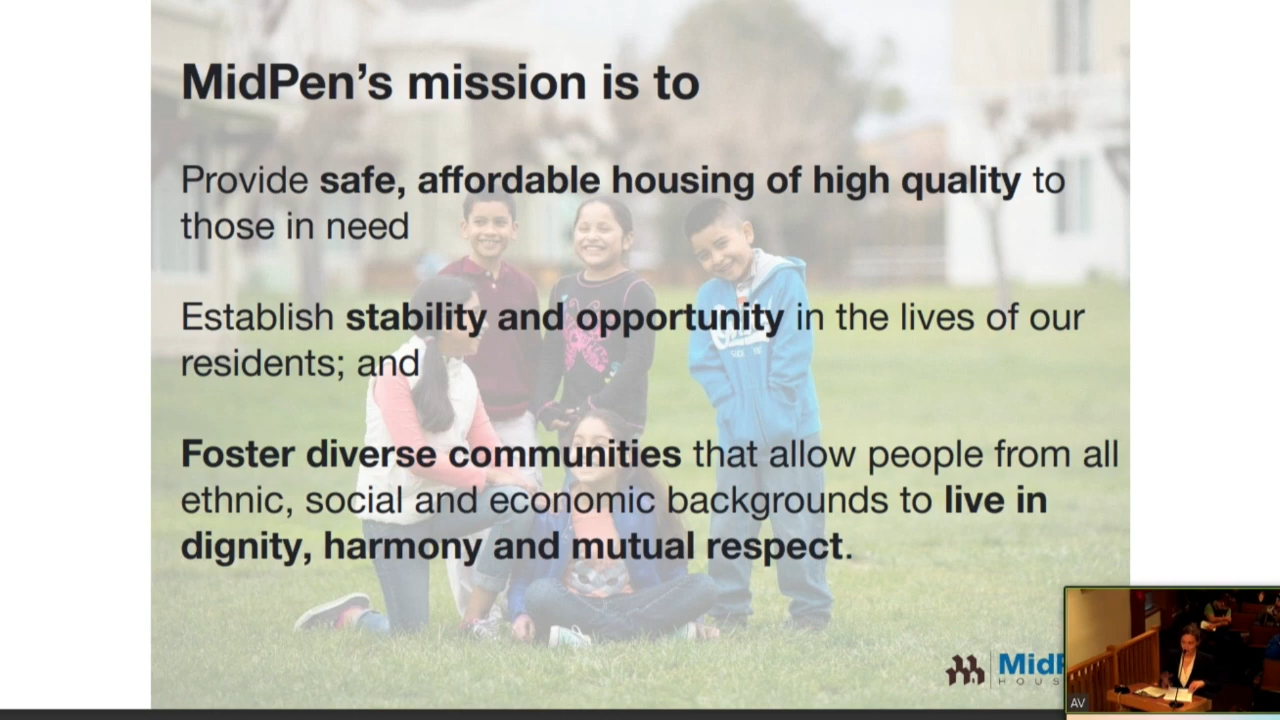 MidPen’s mission is to
Provide safe, affordable housing of high quality to
those in need
Establish stability and opportunity in the lives of our
residents; and
Foster diverse communities that allow people from all
ethnic, social and economic backgrounds to live in
dignity, harmony and mutual respect.
AV